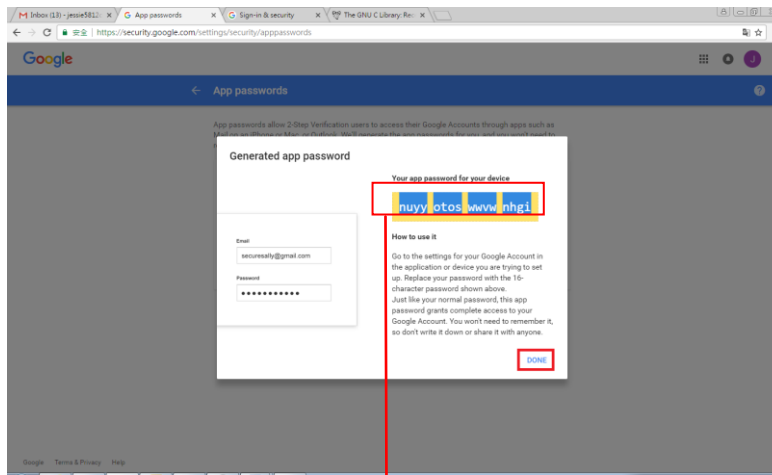 Inbox (13) - jessie5812
App passwords
Sign-in & security
The GNU C Library: Rec
安全 | https://security.google.com/settings/security/apppasswords
Google
J
App passwords
App passwords allow 2-Step Verification users to access their Google Accounts through apps such as
Mail on an iPhone or Mac, or Outlook. We'll generate the app passwords for you, and you won't need to
Generated app password
Your app password for your device
nuyy otos wwvw nhgi
Email
securesally@gmail.com
Password
How to use it
Go to the settings for your Google Account in
the application or device you are trying to set
up. Replace your password with the 16-
character password shown above.
Just like your normal password, this app
password grants complete access to your
Google Account. You won't need to remember it,
so don't write it down or share it with anyone.
DONE
Google Terms & Privacy Help